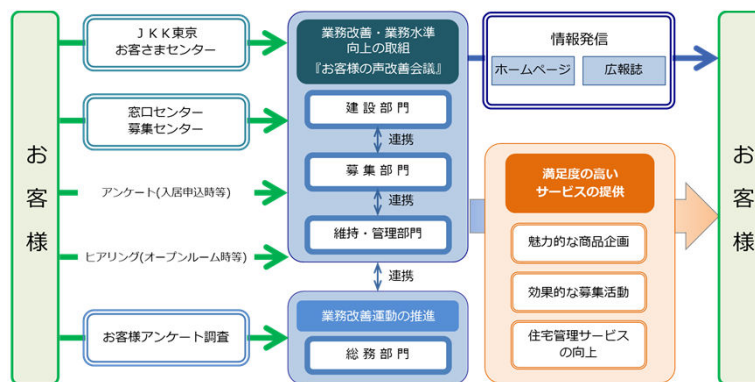 お客様
JKK東京
お客さまセンター
窓口センター
募集センター
アンケート(入居申込時等)
ヒアリング(オープンルーム時等)
お客様アンケート調査
業務改善・業務水準
向上の取組
『お客様の声改善会議』
建設部門
連携
募集部門
連携
維持・管理部門
連携
業務改善運動の推進
総務部門
情報発信
ホームページ
広報誌
満足度の高い
サービスの提供
魅力的な商品企画
効果的な募集活動
住宅管理サービス
の向上
お客様